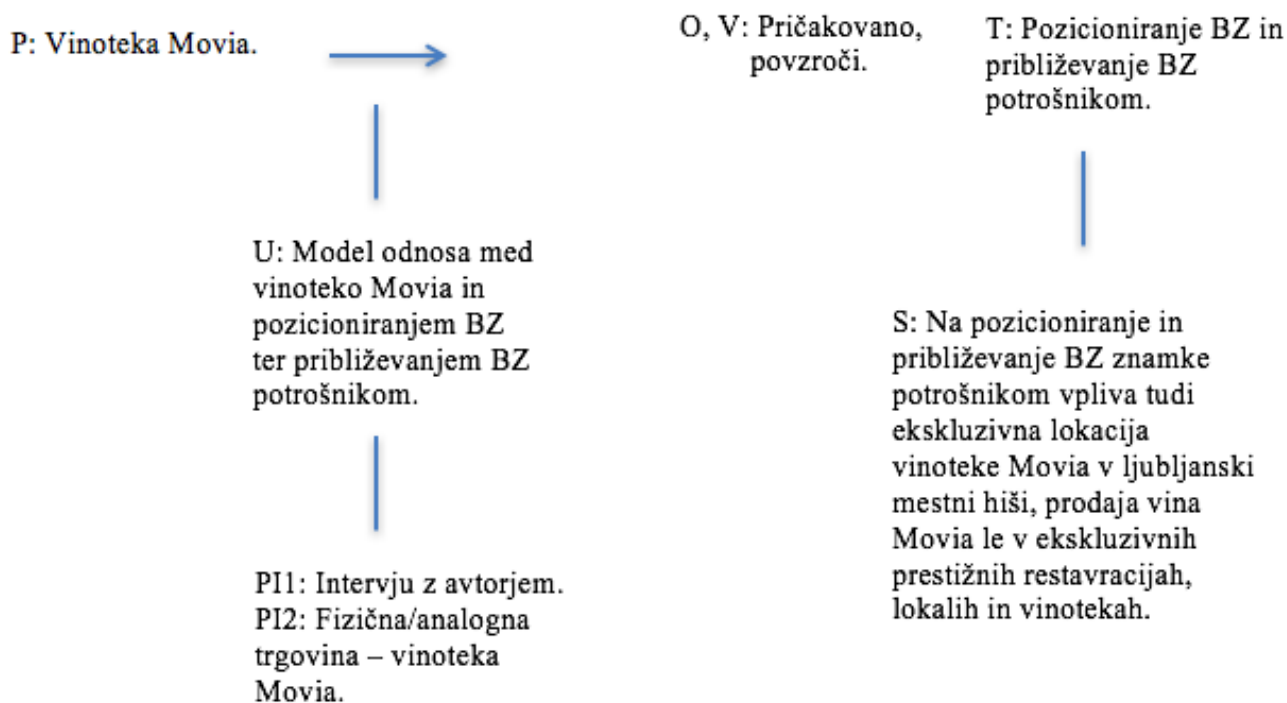 P: Vinoteka Movia.
O, V: Pričakovano,
povzroči.
T: Pozicioniranje BZ in
približevanje BZ
potrošnikom.
U: Model odnosa med
vinoteko Movia in
pozicioniranjem BZ
ter približevanjem BZ
potrošnikom.
S: Na pozicioniranje in
približevanje BZ znamke
potrošnikom vpliva tudi
ekskluzivna lokacija
vinoteke Movia v ljubljanski
mestni hiši, prodaja vina
Movia le v ekskluzivnih
prestižnih restavracijah,
lokalih in vinotekah.
PI1: Intervju z avtorjem.
PI2: Fizična/analogna
trgovina – vinoteka
Movia.